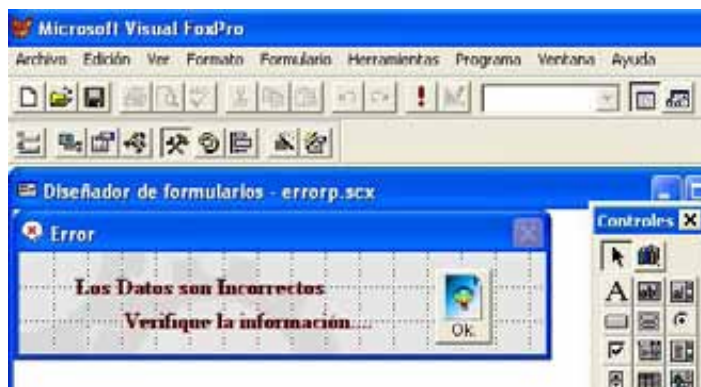 Microsoft Visual FoxPro
Archivo Edición Ver Formato Formulario Herramientas Programa Ventana Ayuda
Diseñador de formularios - errorp.scx
Error
Controles
Los Datos son Incorrectos
Verifique la información....
Ok.